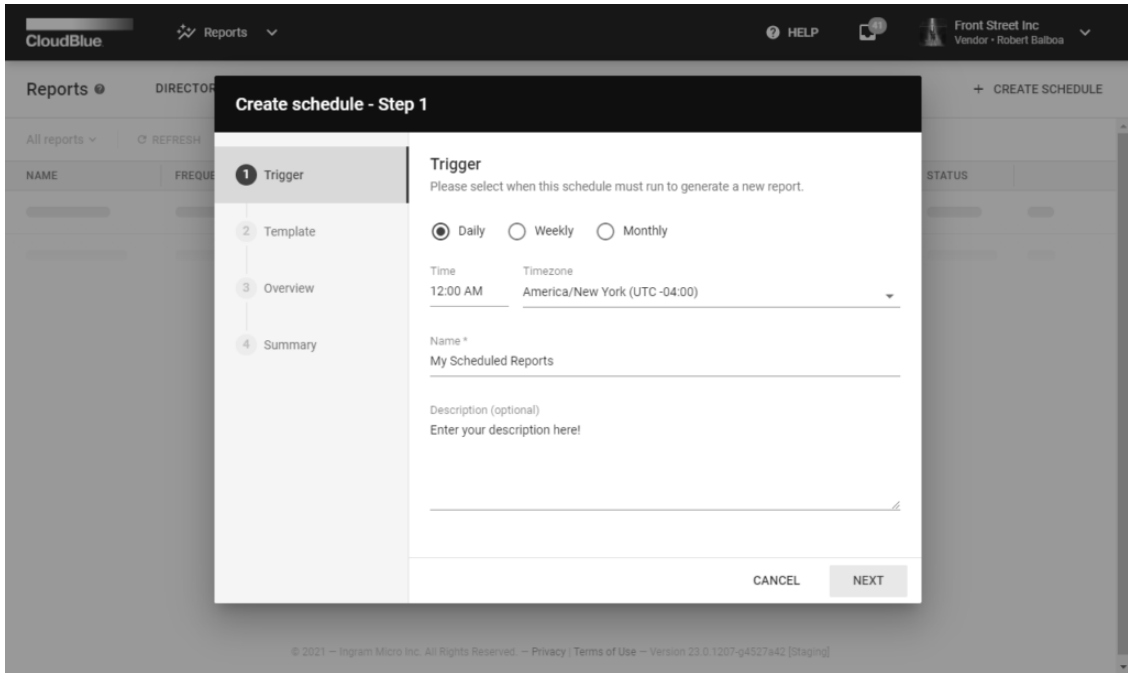 CloudBlue
Reports
HELP
41
Front Street Inc
Vendor • Robert Balboa
Reports
+ CREATE SCHEDULE
All reports
REFRESH
NAME
STATUS
Create schedule - Step 1
1 Trigger
2 Template
3 Overview
4 Summary
Trigger
Please select when this schedule must run to generate a new report.
Daily Weekly Monthly
Time Timezone
12:00 AM America/New York (UTC -04:00)
Name *
My Scheduled Reports
Description (optional)
Enter your description here!
CANCEL NEXT
© 2021 — Ingram Micro Inc. All Rights Reserved. — Privacy | Terms of Use — Version 23.0.1207-g4527a42 [Staging]